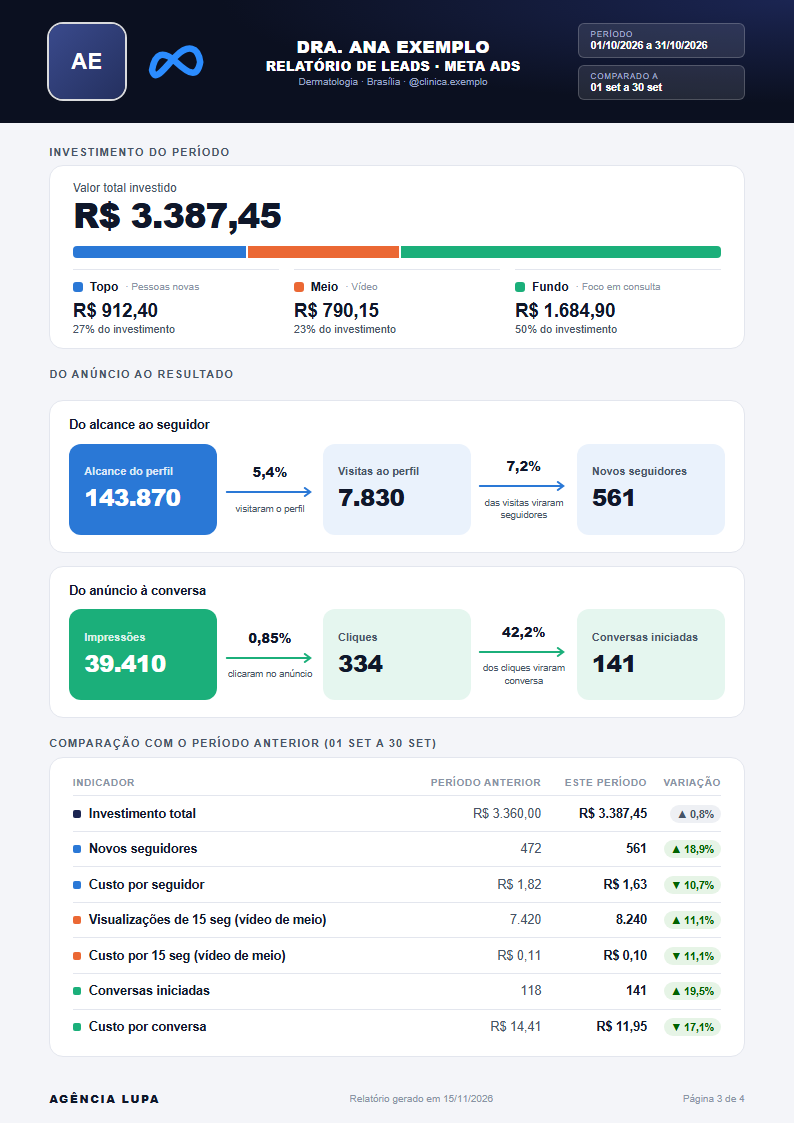 AE
DRA. ANA EXEMPLO
RELATÓRIO DE LEADS · META ADS
Dermatologia · Brasília · @clinica.exemplo
PERÍODO
01/10/2026 a 31/10/2026
COMPARADO A
01 set a 30 set
INVESTIMENTO DO PERÍODO
Valor total investido
R$ 3.387,45
Topo · Pessoas novas
R$ 912,40
27% do investimento
Meio · Vídeo
R$ 790,15
23% do investimento
Fundo · Foco em consulta
R$ 1.684,90
50% do investimento
DO ANÚNCIO AO RESULTADO
Do alcance ao seguidor
Alcance do perfil
143.870
5,4%
visitaram o perfil
Visitas ao perfil
7.830
7,2%
das visitas viraram
seguidores
Novos seguidores
561
Do anúncio à conversa
Impressões
39.410
0,85%
clicaram no anúncio
Cliques
334
42,2%
dos cliques viraram
conversa
Conversas iniciadas
141
COMPARAÇÃO COM O PERÍODO ANTERIOR (01 SET A 30 SET)
INDICADOR PERÍODO ANTERIOR ESTE PERÍODO VARIAÇÃO
Investimento total R$ 3.360,00 R$ 3.387,45 ▲ 0,8%
Novos seguidores 472 561 ▲ 18,9%
Custo por seguidor R$ 1,82 R$ 1,63 ▼ 10,7%
Visualizações de 15 seg (vídeo de meio) 7.420 8.240 ▲ 11,1%
Custo por 15 seg (vídeo de meio) R$ 0,11 R$ 0,10 ▼ 11,1%
Conversas iniciadas 118 141 ▲ 19,5%
Custo por conversa R$ 14,41 R$ 11,95 ▼ 17,1%
AGÊNCIA LUPA
Relatório gerado em 15/11/2026
Página 3 de 4